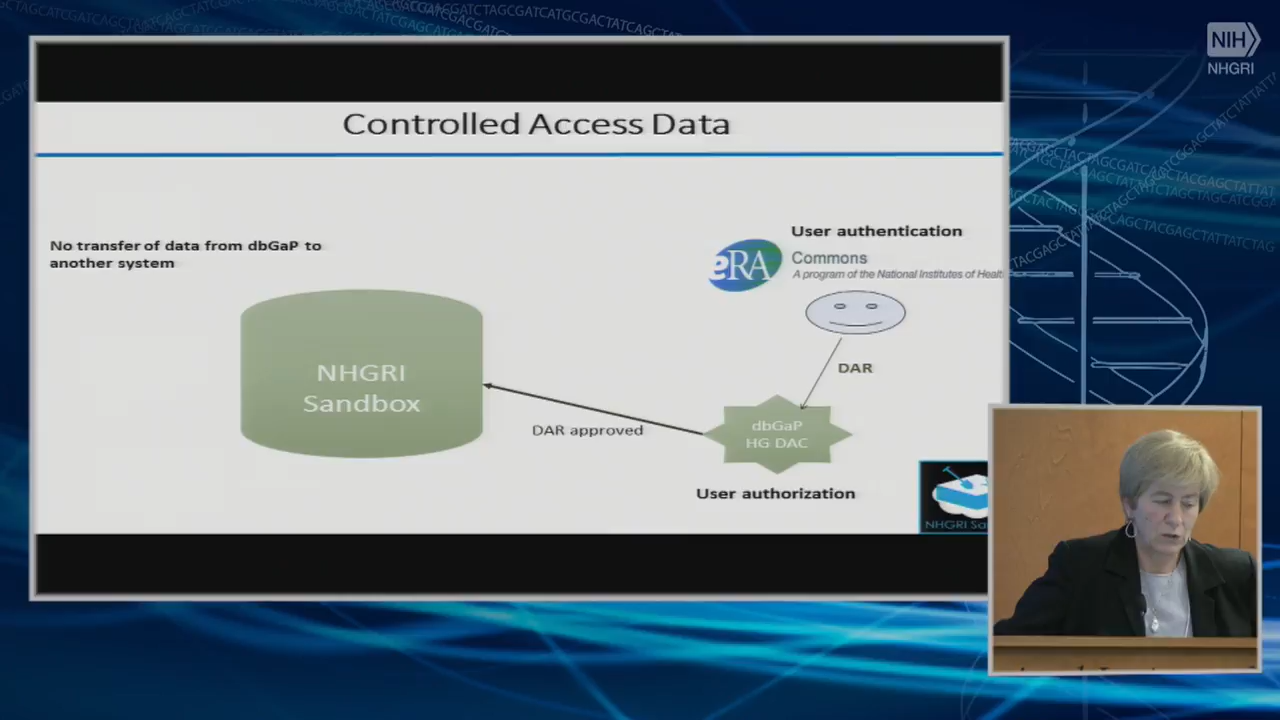 NIH
NHGRI
Controlled Access Data
No transfer of data from dbGaP to
another system
User authentication
eRA
Commons
A program of the National Institutes of Healt
NHGRI
Sandbox
DAR
DAR approved
dbGaP
HG DAC
User authorization
NHGRI Sa